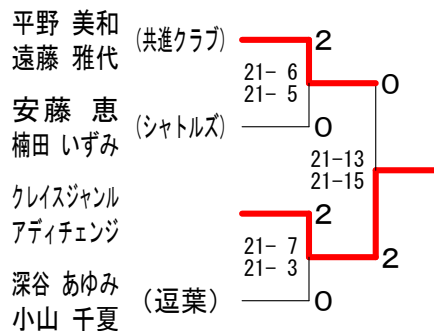 平野 美和
遠藤 雅代
(共進クラブ)
2
21- 6
21- 5
0
安藤 恵
楠田 いずみ
(シャトルズ)
0
21-13
21-15
クレイスジャンル
アディチェンジ
2
21- 7
21- 3
2
深谷 あゆみ
小山 千夏
(逗葉)
0